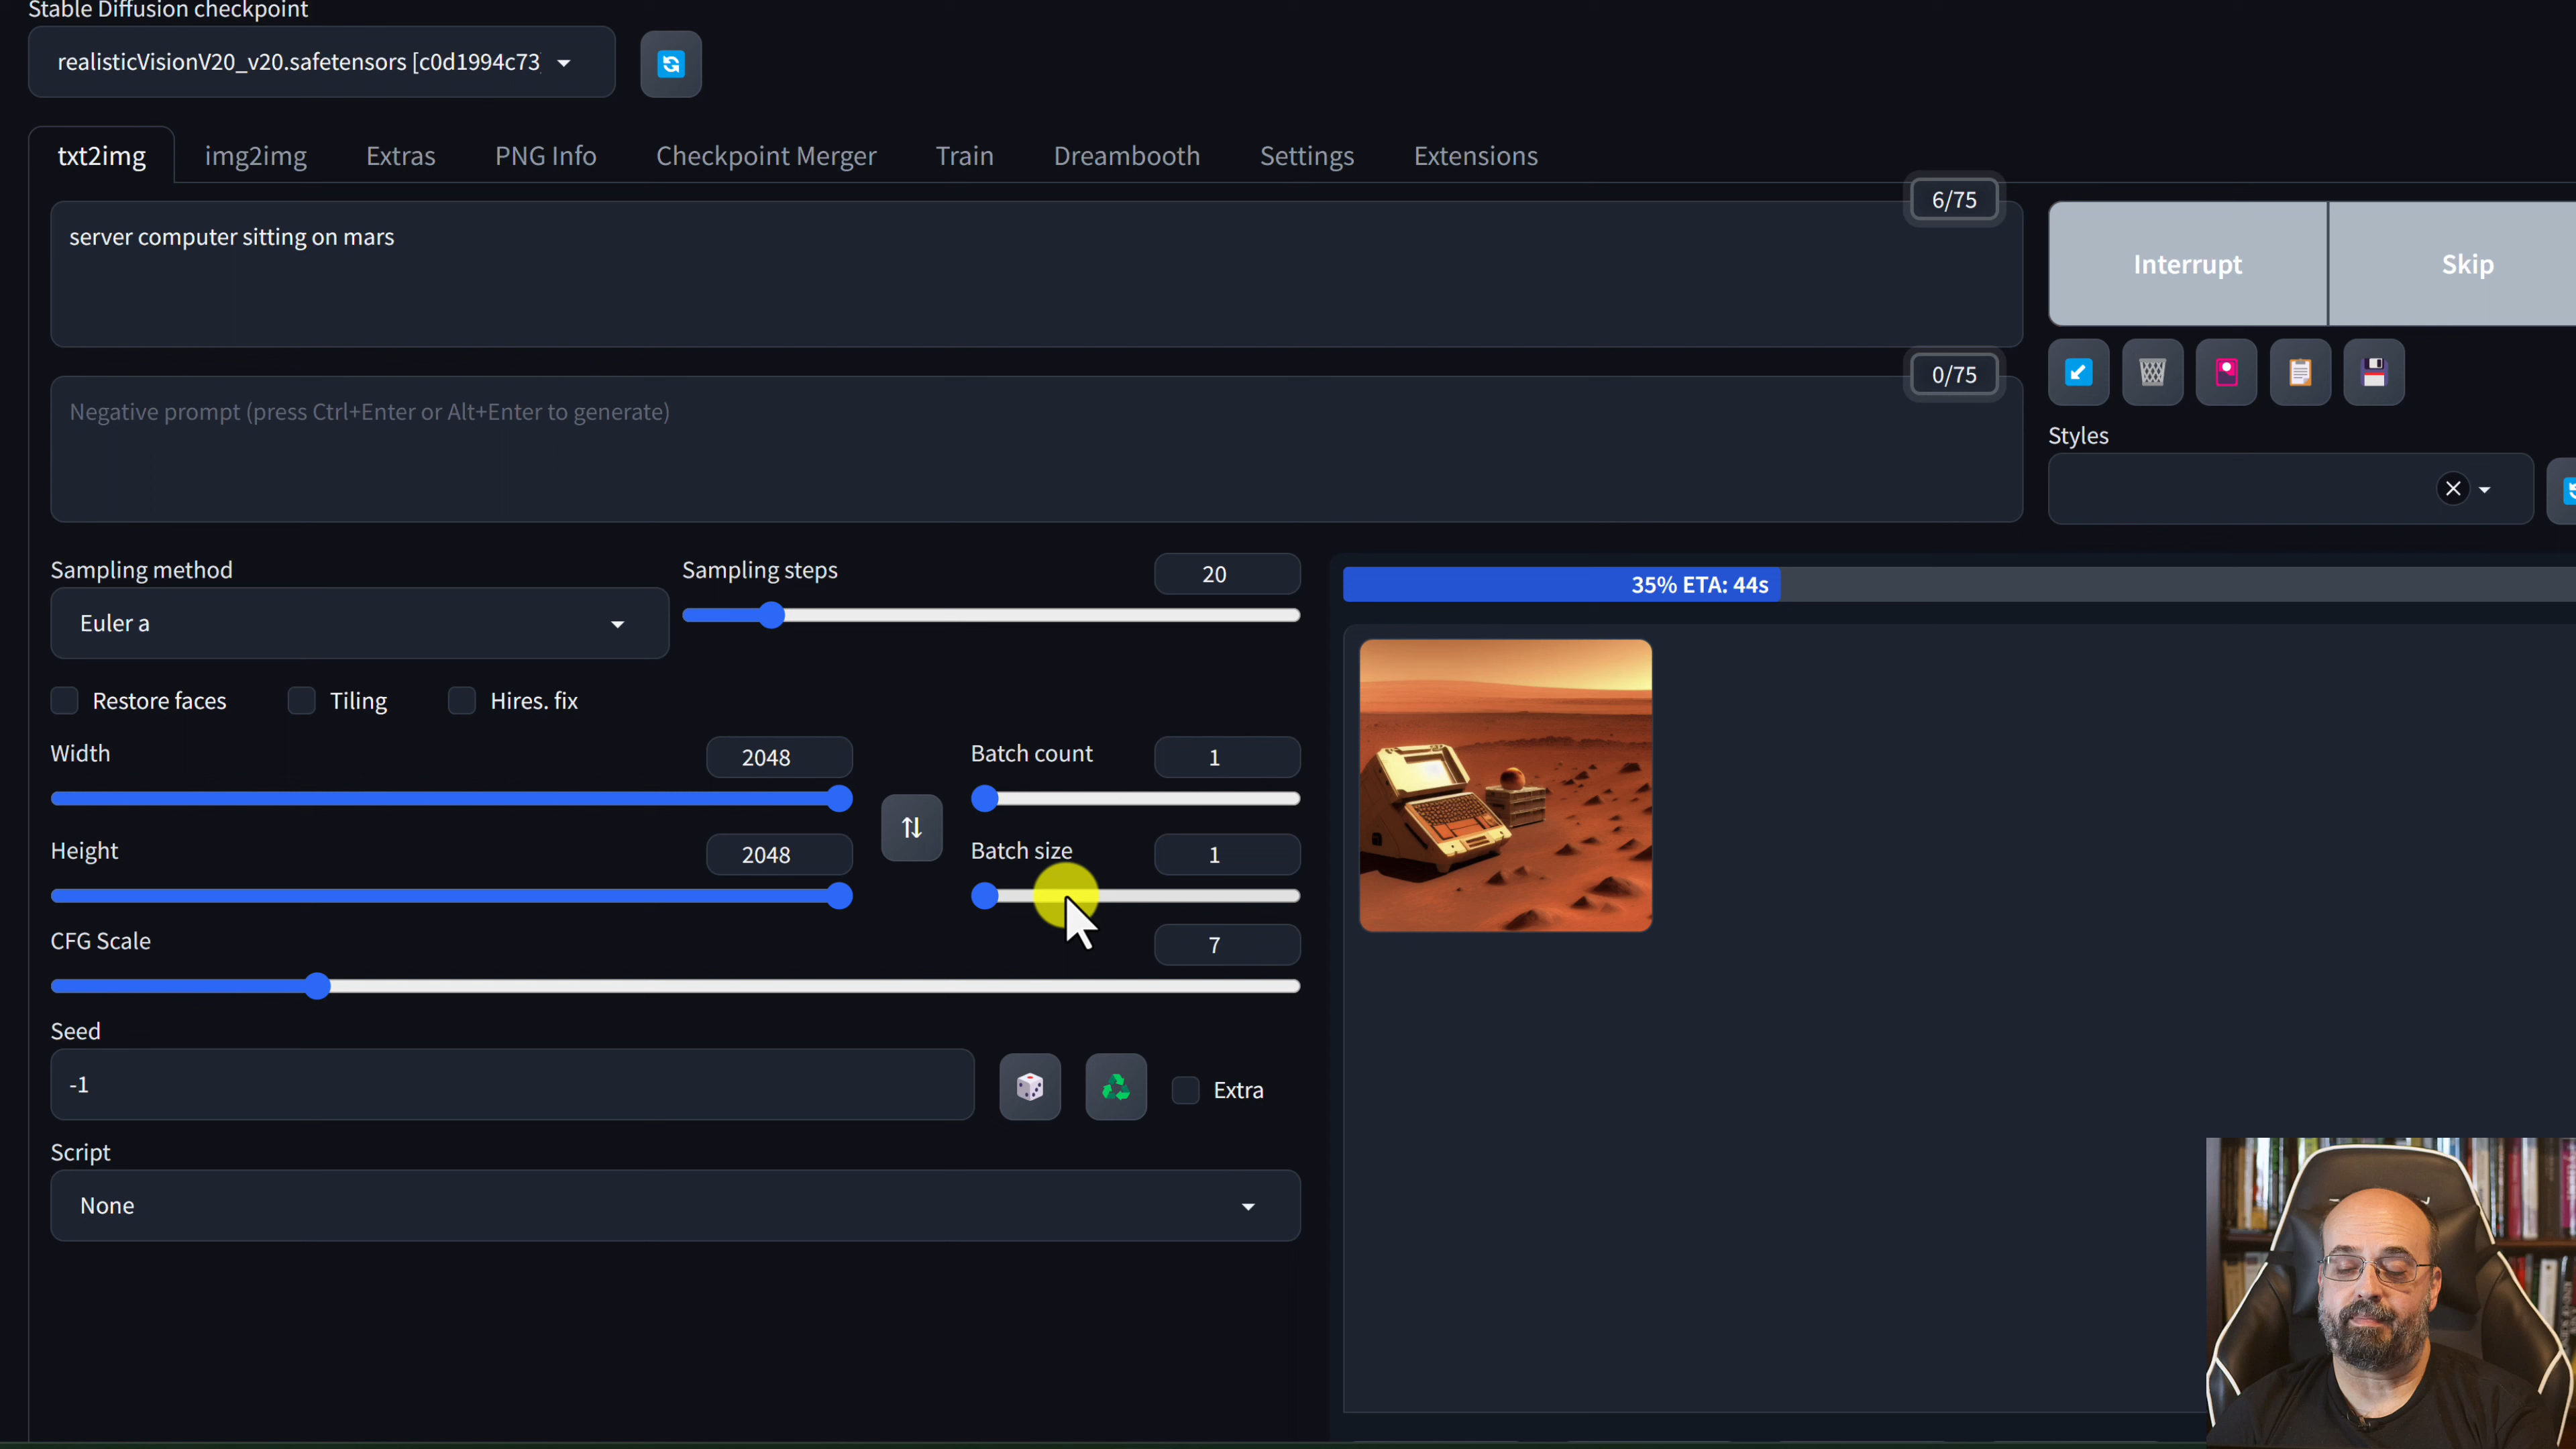 Stable Diffusion checkpoint
realisticVisionV20_v20.safetensors [c0d1994c73
txt2img img2img Extras PNG Info Checkpoint Merger Train Dreambooth Settings Extensions
6/75
server computer sitting on mars
Interrupt Skip
0/75
Negative prompt (press Ctrl+Enter or Alt+Enter to generate)
Styles
Sampling method
Euler a
Sampling steps
20
35% ETA: 44s
Restore faces Tiling Hires. fix
Width 2048
Batch count 1
Height 2048
Batch size 1
CFG Scale 7
Seed
-1
Extra
Script
None